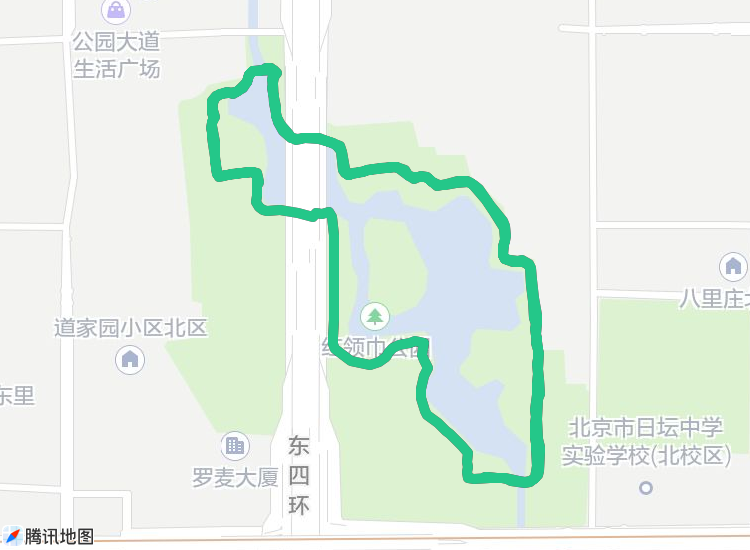 公园大道
生活广场
八里庄北
道家园小区北区
红领巾公园
东里
北京市日坛中学
实验学校(北校区)
东四环
罗麦大厦
腾讯地图